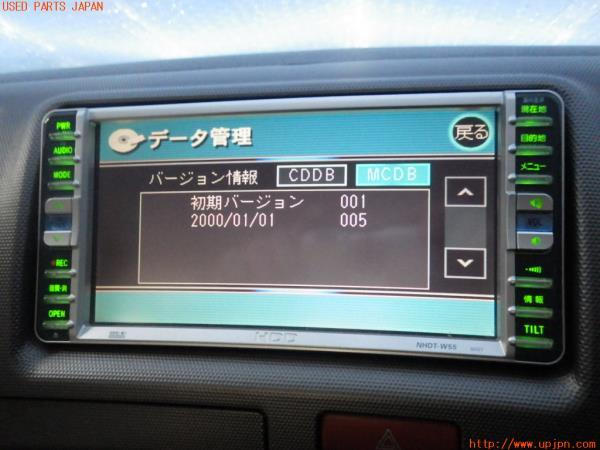 USED PARTS JAPAN
PWR
AUDIO
MODE
REC
OPEN
データ管理
戻る
バージョン情報 CDDB MCDB
初期バージョン 001
2000/01/01 005
現在地
目的地
メニュー
VOL
情報
TILT
HDD
NHDT-W55
http://www.upjpn.com